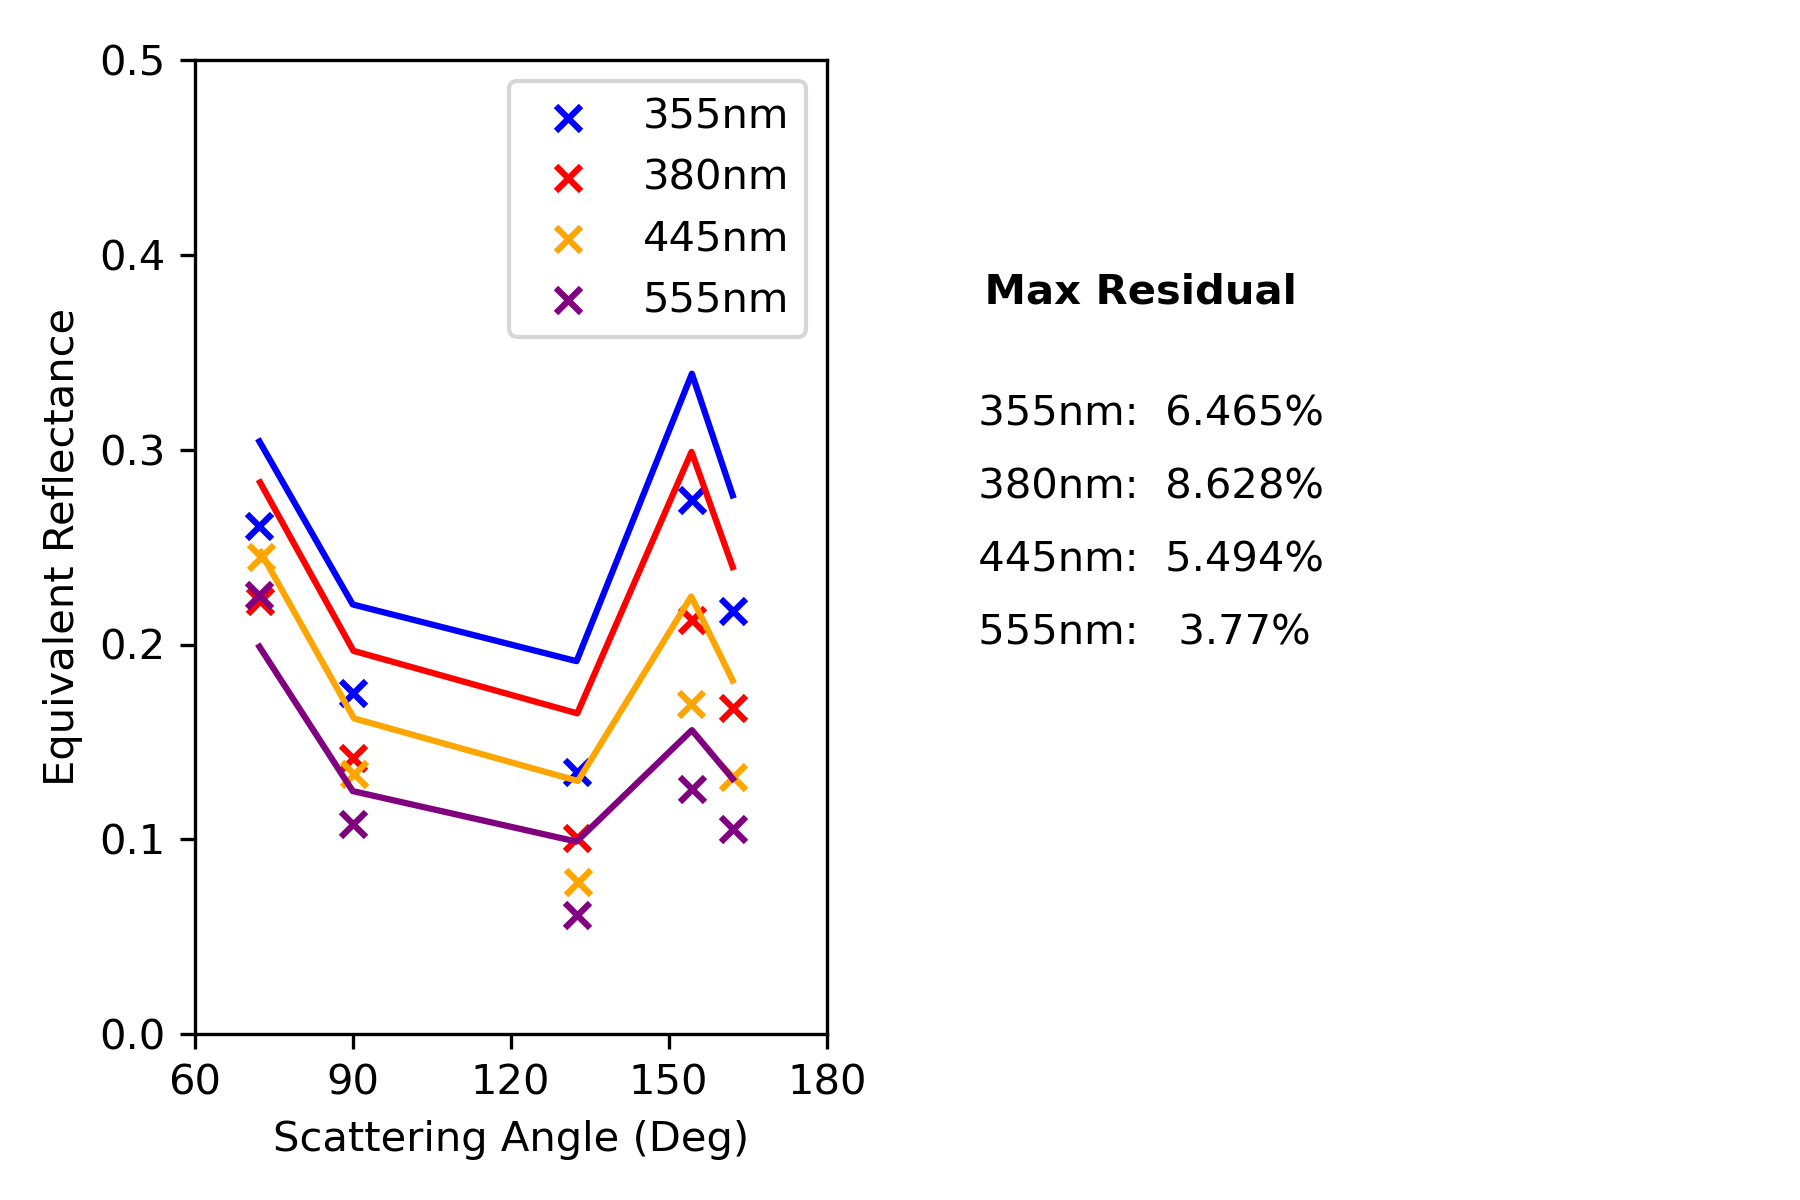 0.5
0.4
0.3
0.2
0.1
0.0
Equivalent Reflectance
60 90 120 150 180
Scattering Angle (Deg)
355nm
380nm
445nm
555nm
Max Residual
355nm: 6.465%
380nm: 8.628%
445nm: 5.494%
555nm: 3.77%